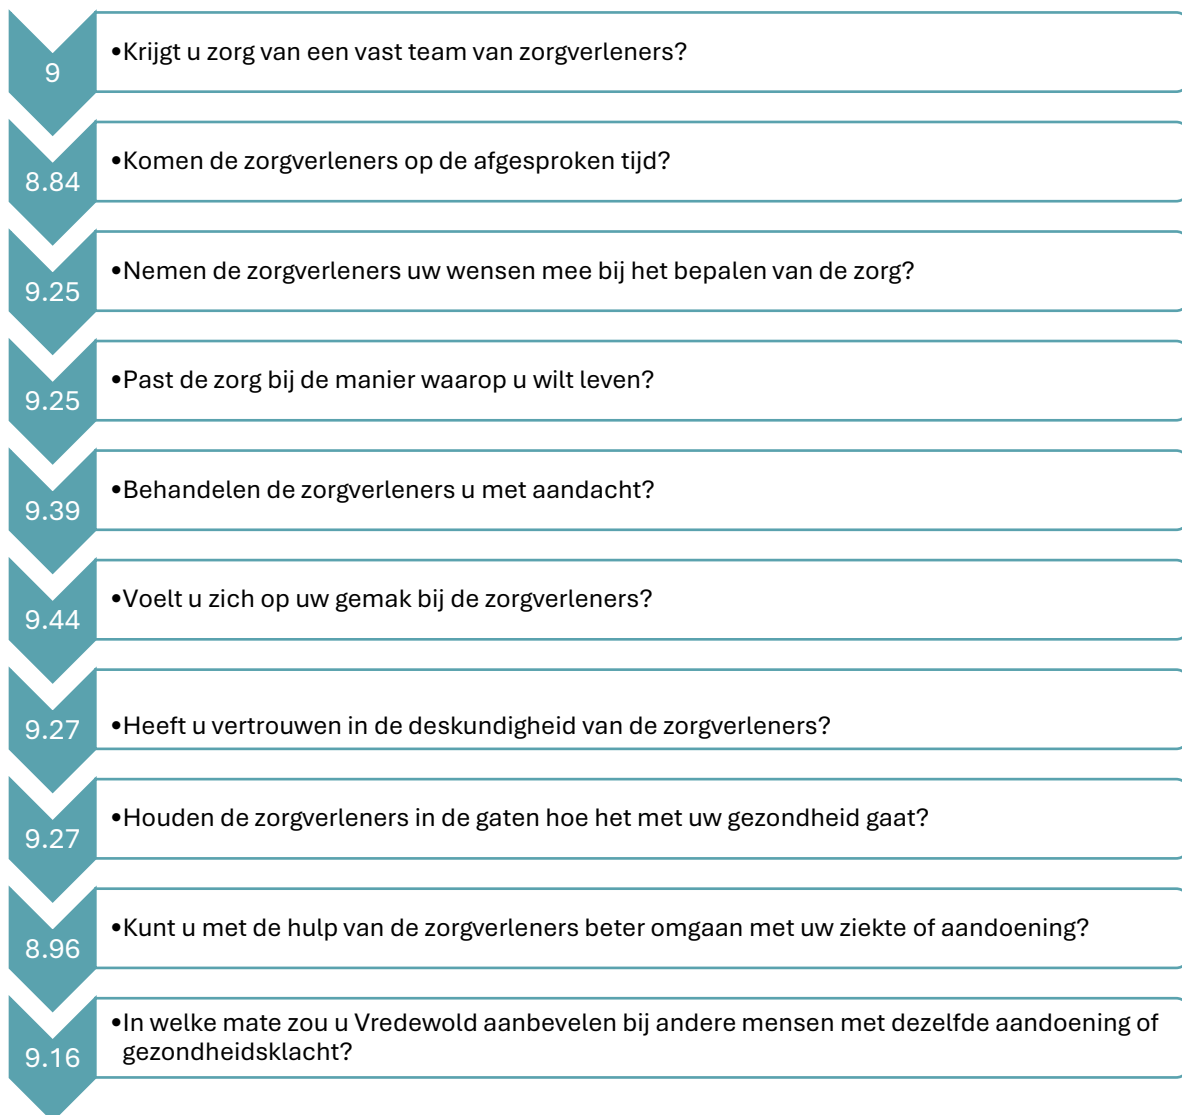 9
•Krijgt u zorg van een vast team van zorgverleners?
8.84
•Komen de zorgverleners op de afgesproken tijd?
9.25
•Nemen de zorgverleners uw wensen mee bij het bepalen van de zorg?
9.25
•Past de zorg bij de manier waarop u wilt leven?
9.39
•Behandelen de zorgverleners u met aandacht?
9.44
•Voelt u zich op uw gemak bij de zorgverleners?
9.27
•Heeft u vertrouwen in de deskundigheid van de zorgverleners?
9.27
•Houden de zorgverleners in de gaten hoe het met uw gezondheid gaat?
8.96
•Kunt u met de hulp van de zorgverleners beter omgaan met uw ziekte of aandoening?
9.16
•In welke mate zou u Vredewold aanbevelen bij andere mensen met dezelfde aandoening of
gezondheidsklacht?